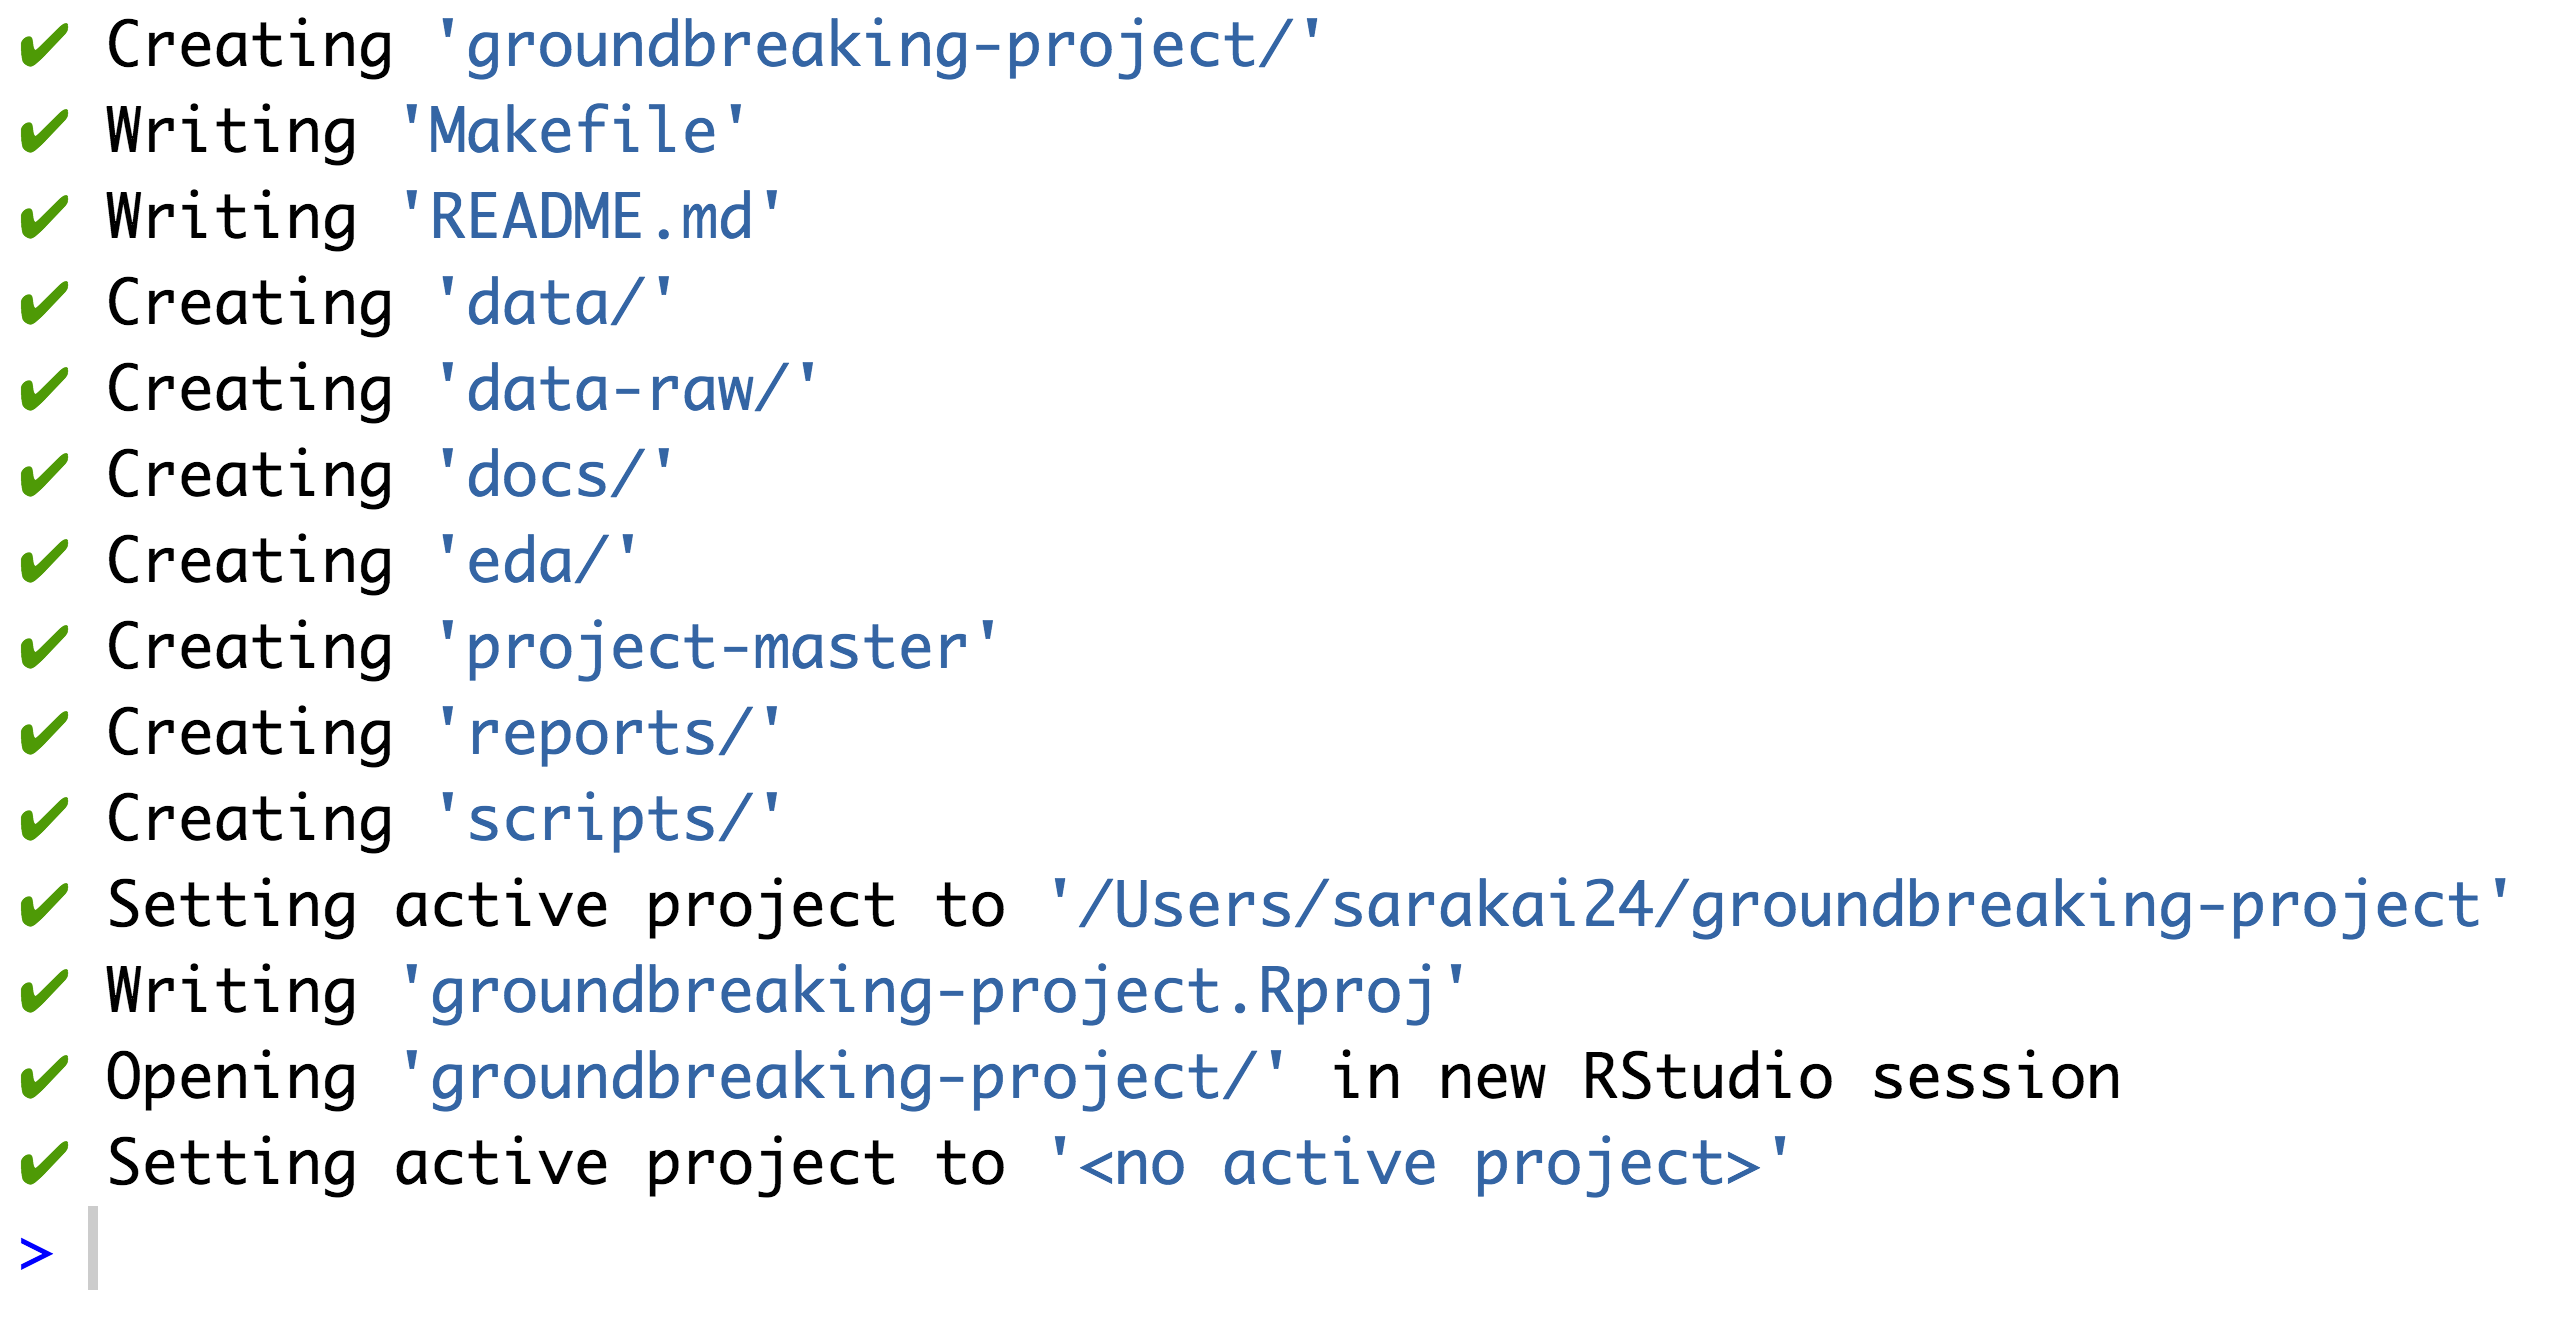 ✔ Creating 'groundbreaking-project/'
✔ Writing 'Makefile'
✔ Writing 'README.md'
✔ Creating 'data/'
✔ Creating 'data-raw/'
✔ Creating 'docs/'
✔ Creating 'eda/'
✔ Creating 'project-master'
✔ Creating 'reports/'
✔ Creating 'scripts/'
✔ Setting active project to '/Users/sarakai24/groundbreaking-project'
✔ Writing 'groundbreaking-project.Rproj'
✔ Opening 'groundbreaking-project/' in new RStudio session
✔ Setting active project to '<no active project>'
>